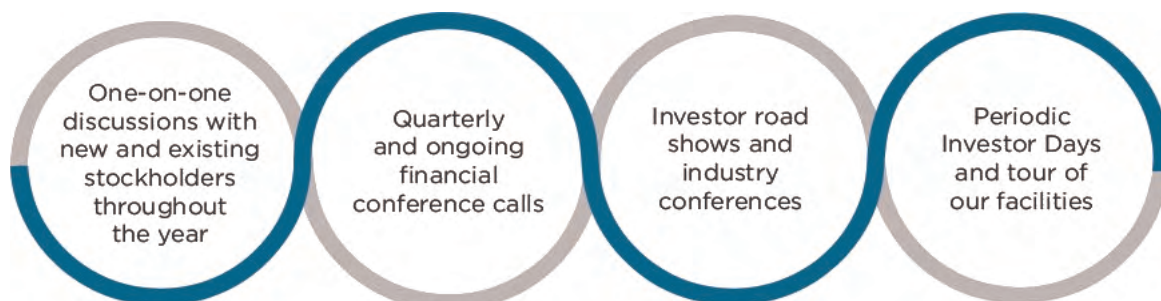 One-on-one
discussions with
new and existing
stockholders
throughout
the year
Quarterly
and ongoing
financial
conference calls
Investor road
shows and
industry
conferences
Periodic
Investor Days
and tour of
our facilities